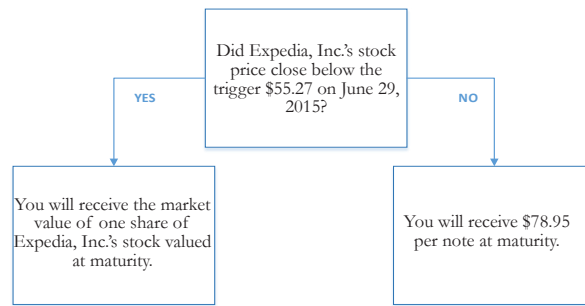 Did Expedia, Inc.'s stock
price close below the
trigger $55.27 on June 29,
2015?
YES
NO
You will receive the market
value of one share of
Expedia, Inc.'s stock valued
at maturity.
You will receive $78.95
per note at maturity.